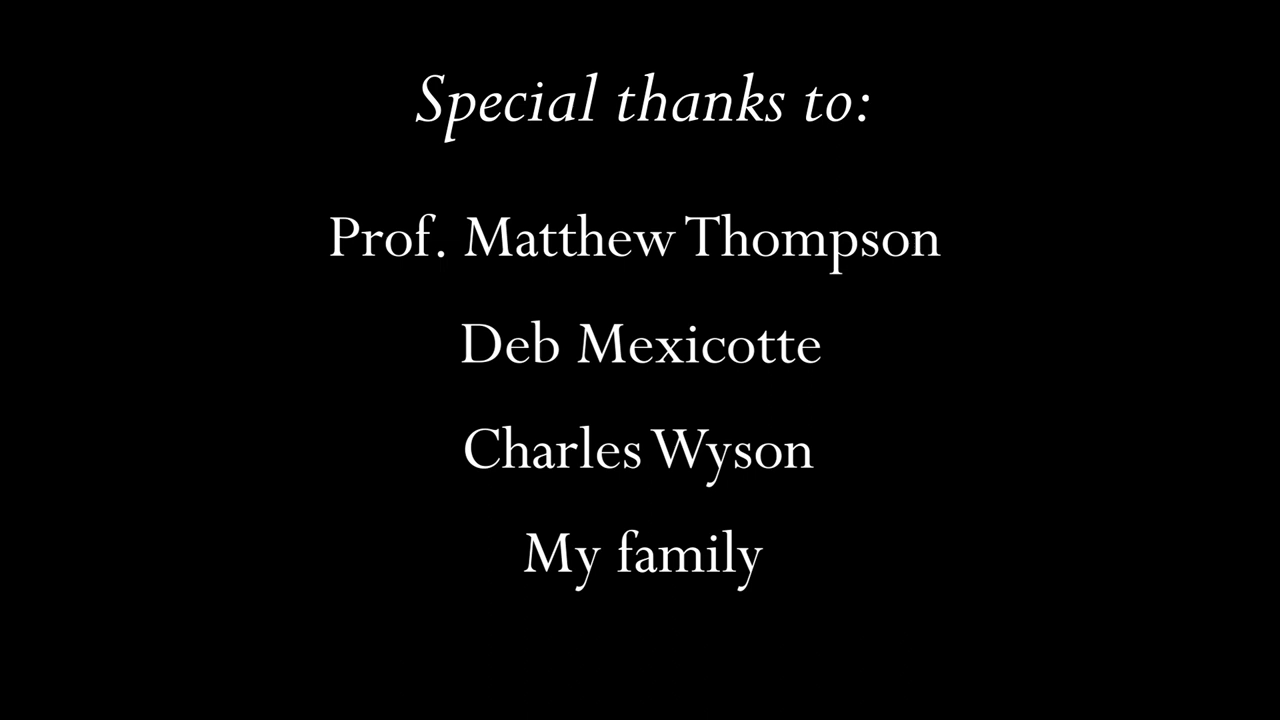 Special thanks to:
Prof. Matthew Thompson
Deb Mexicotte
Charles Wyson
My family